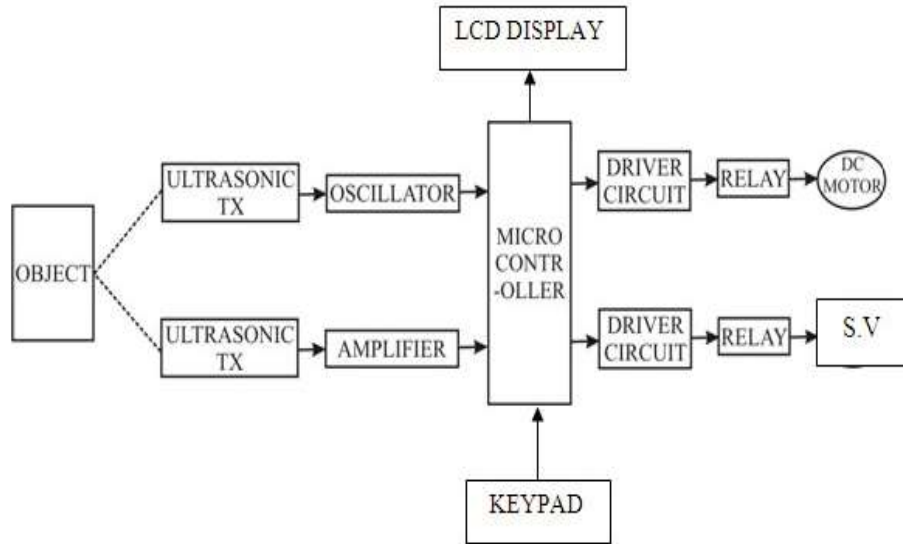 LCD DISPLAY
ULTRASONIC
TX
OSCILLATOR
DRIVER
CIRCUIT
RELAY
DC
MOTOR
OBJECT
MICRO
CONTR
-OLLER
ULTRASONIC
TX
AMPLIFIER
DRIVER
CIRCUIT
RELAY
S.V
KEYPAD